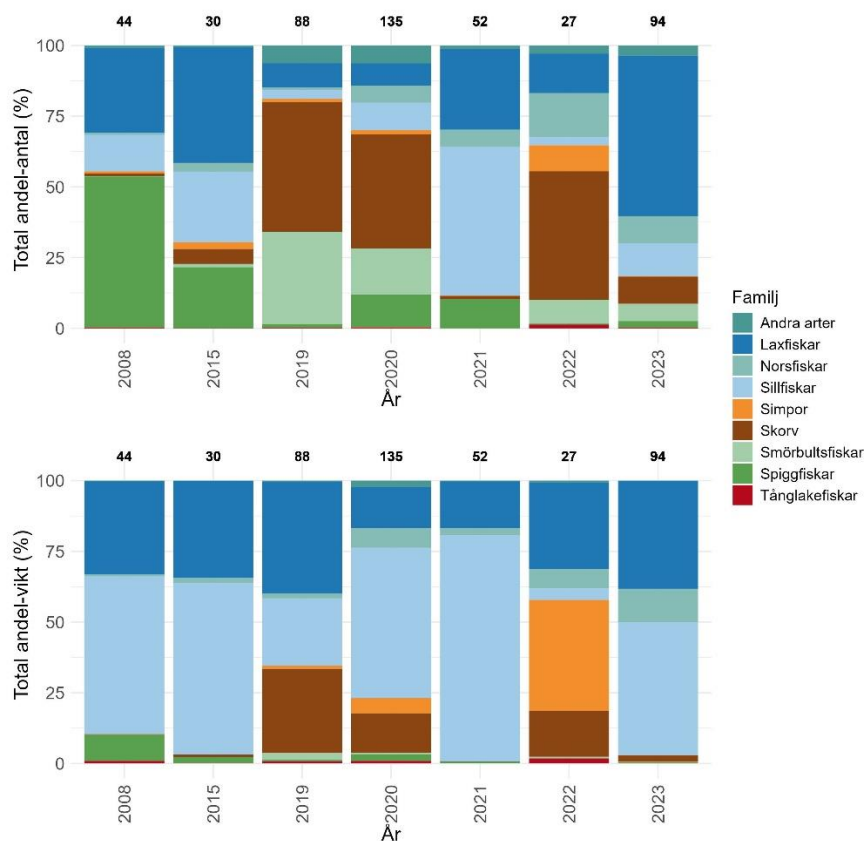 44 30 88 135 52 27 94
Total andel-antal (%)
100
75
50
25
0
2008 2015 2019 2020 2021 2022 2023
År
Familj
Andra arter
Laxfiskar
Norsfiskar
Sillfiskar
Simpor
Skorv
Smörbultsfiskar
Spiggfiskar
Tånglakefiskar
44 30 88 135 52 27 94
Total andel-vikt (%)
100
75
50
25
0
2008 2015 2019 2020 2021 2022 2023
År